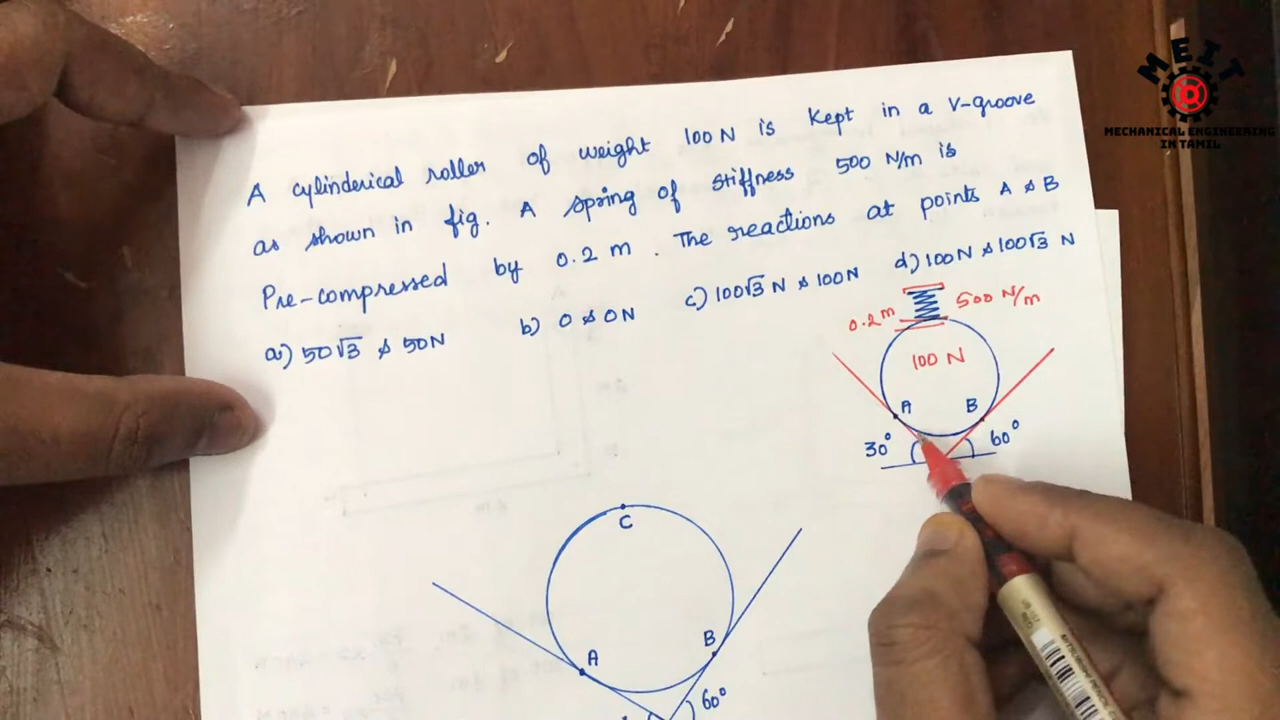 MEIT
MECHANICAL ENGINEERING
IN TAMIL
A cylinderical roller of weight 100 N is kept in a V-groove
as shown in fig. A spring of stiffness 500 N/m is
Pre-compressed by 0.2 m. The reactions at points A & B
a) 50√3 & 50N b) 0 & 0N c) 100√3 N & 100N d) 100N & 100√3 N
0.2m 500 N/m
100 N
A B
30° 60°
C
A B
60°